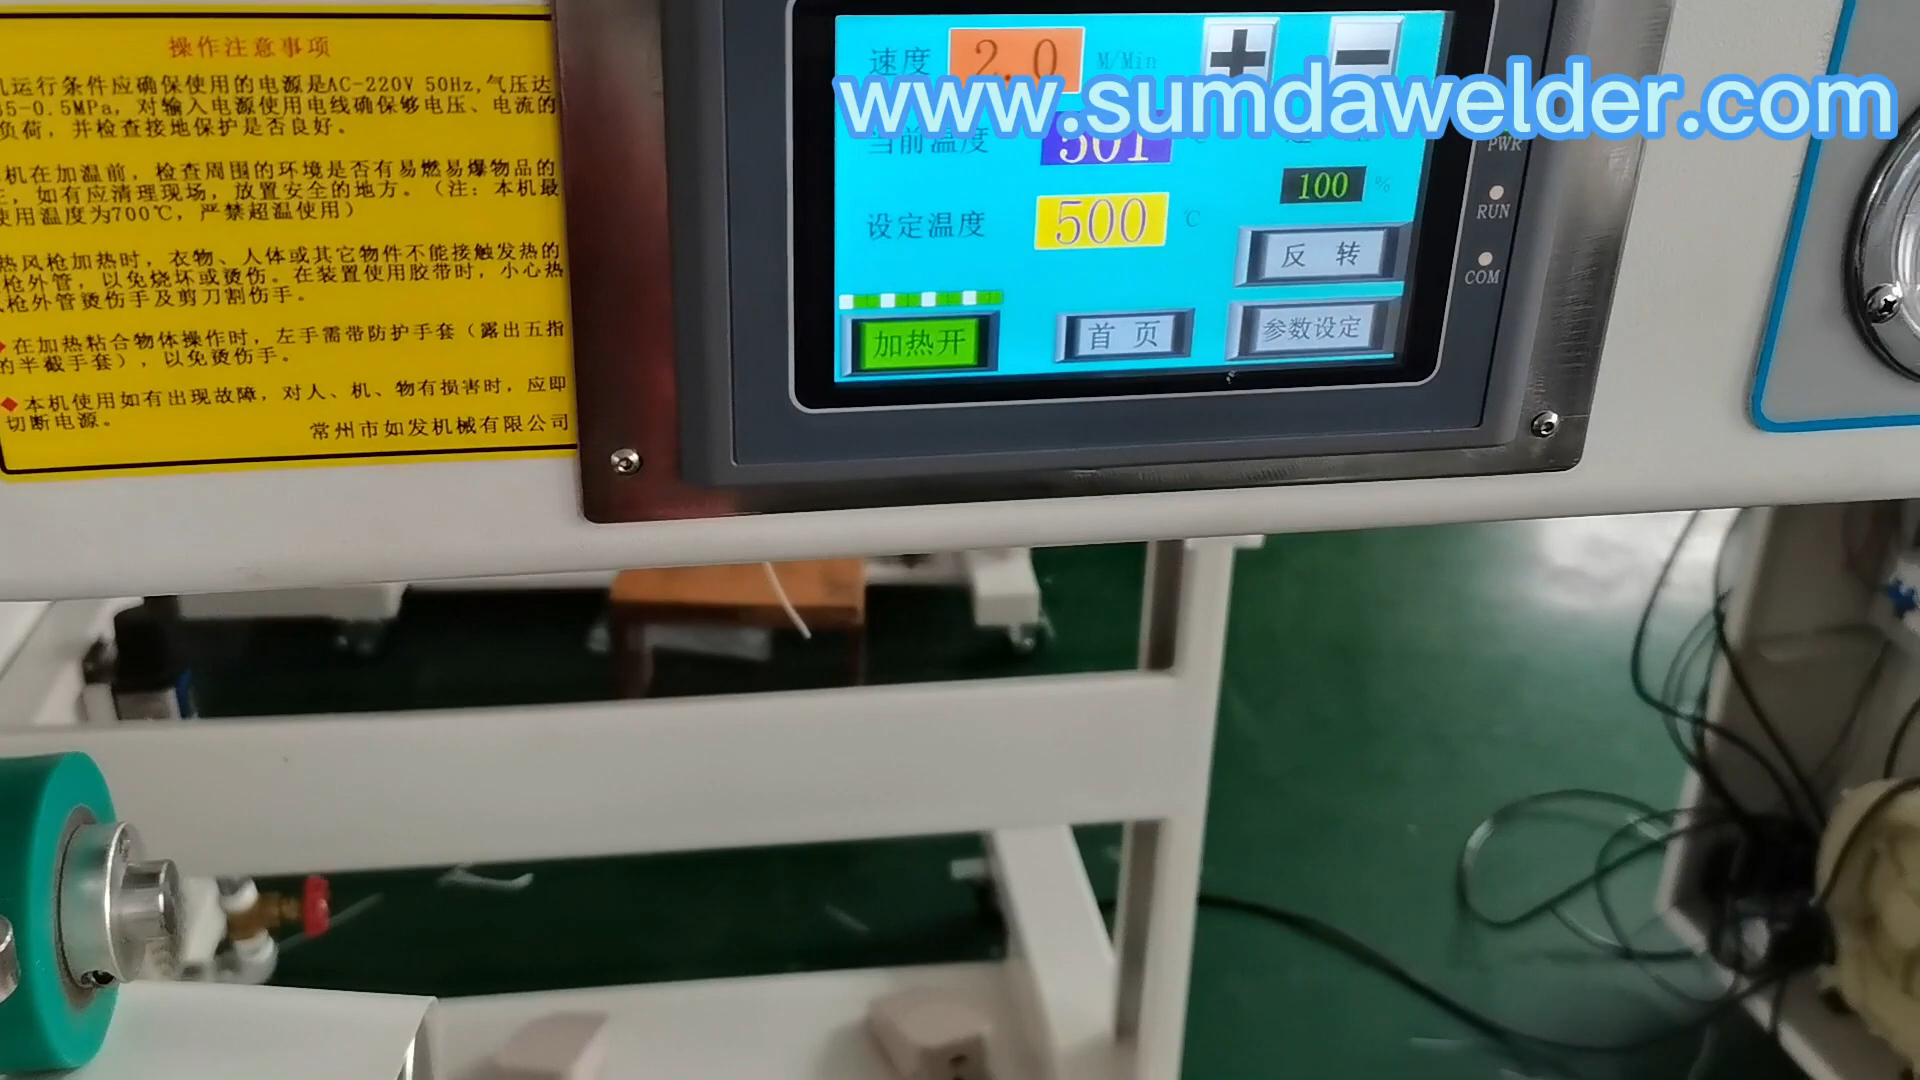 操作注意事项
运行条件应确保使用的电源是AC-220V 50Hz,气压达
5-0.5MPa，对输入电源使用电线确保够电压、电流的
负荷，并检查接地保护是否良好。
机在加温前，检查周围的环境是否有易燃易爆物品的
，如有应清理现场，放置安全的地方。（注：本机最
使用温度为700℃，严禁超温使用）
热风枪加热时，衣物、人体或其它物件不能接触发热的
枪外管，以免烧坏或烫伤。在装置使用胶带时，小心热
枪外管烫伤手及剪刀割伤手。
在加热粘合物体操作时，左手需带防护手套（露出五指
的半截手套），以免烫伤手。
本机使用如有出现故障，对人、机、物有损害时，应即
切断电源。
常州市如发机械有限公司
速度 2.0 M/Min + −
www.sumdawelder.com
当前温度 501
100 %
设定温度 500 ℃
反 转
加热开 首 页 参数设定
PWR
RUN
COM